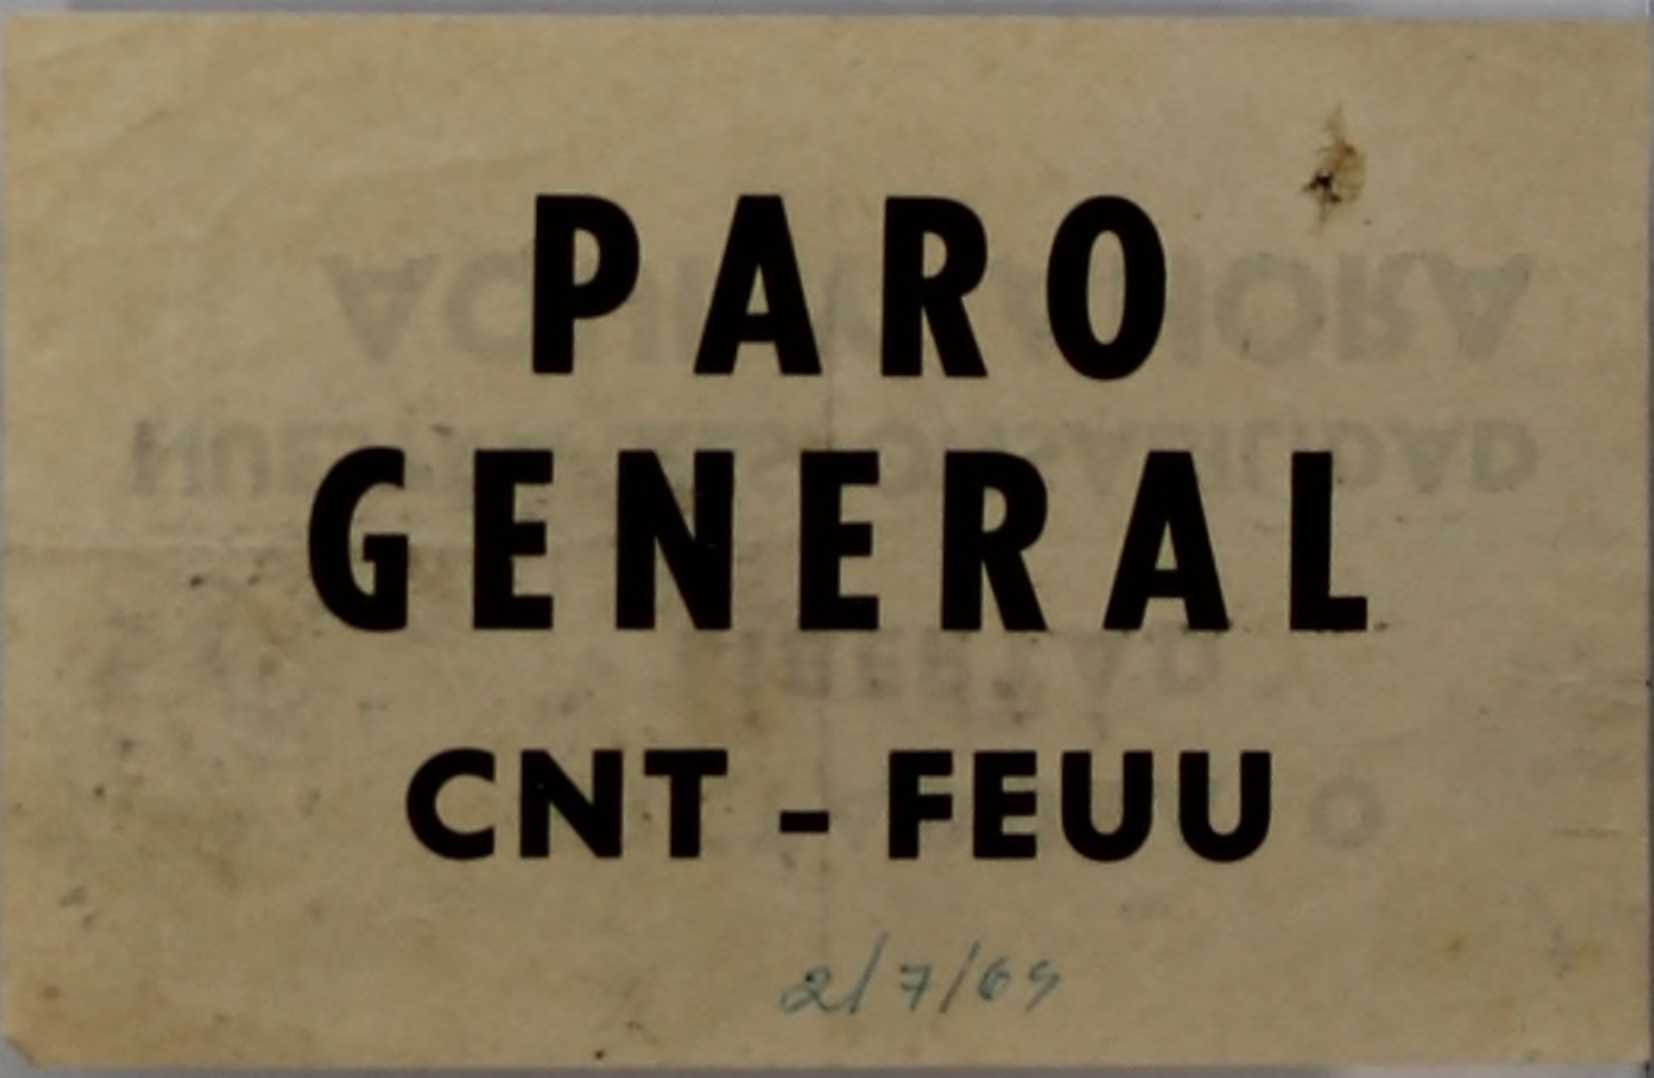 PARO
GENERAL
CNT - FEUU
2/7/69